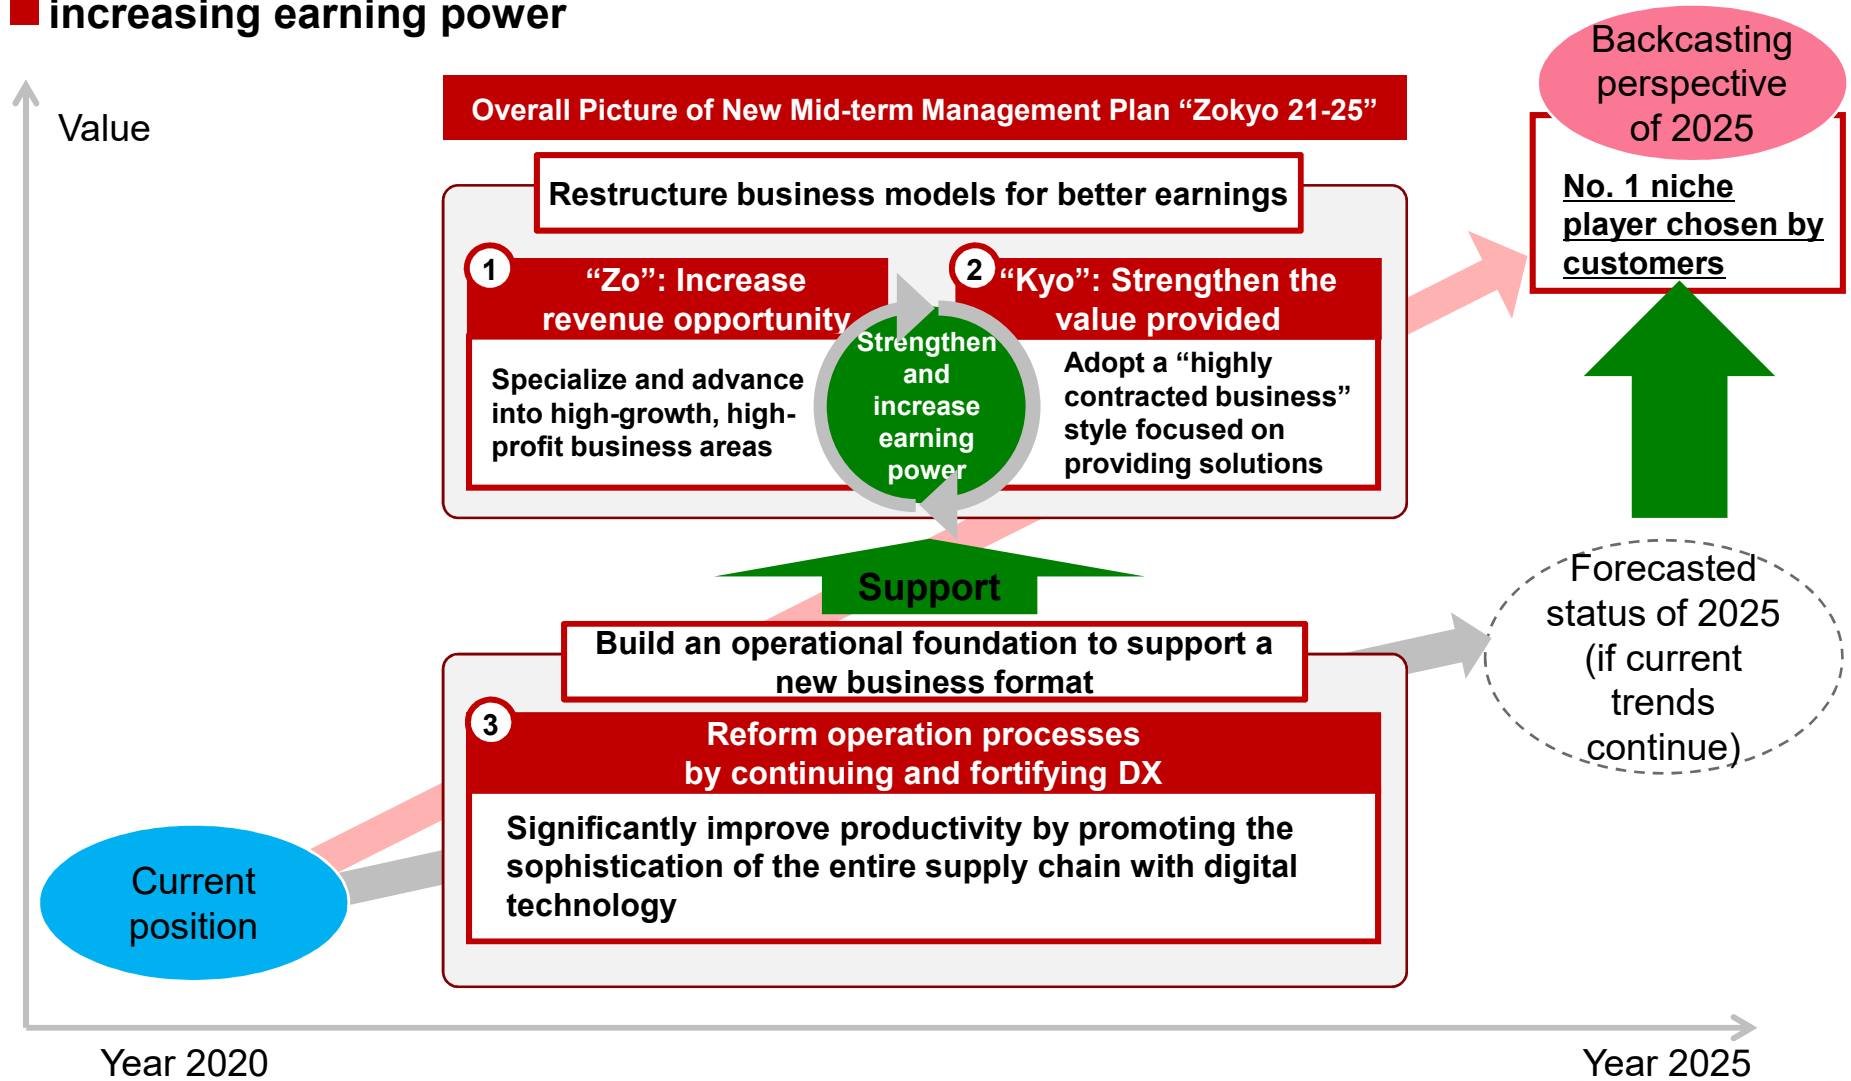 increasing earning power
Value
Overall Picture of New Mid-term Management Plan “Zokyo 21-25”
Restructure business models for better earnings
1
“Zo”: Increase
revenue opportunity
Specialize and advance
into high-growth, high-
profit business areas
Strengthen
and
increase
earning
power
2
“Kyo”: Strengthen the
value provided
Adopt a “highly
contracted business”
style focused on
providing solutions
Support
Build an operational foundation to support a
new business format
3
Reform operation processes
by continuing and fortifying DX
Significantly improve productivity by promoting the
sophistication of the entire supply chain with digital
technology
Current
position
Backcasting
perspective
of 2025
No. 1 niche
player chosen by
customers
Forecasted
status of 2025
(if current
trends
continue)
Year 2020
Year 2025